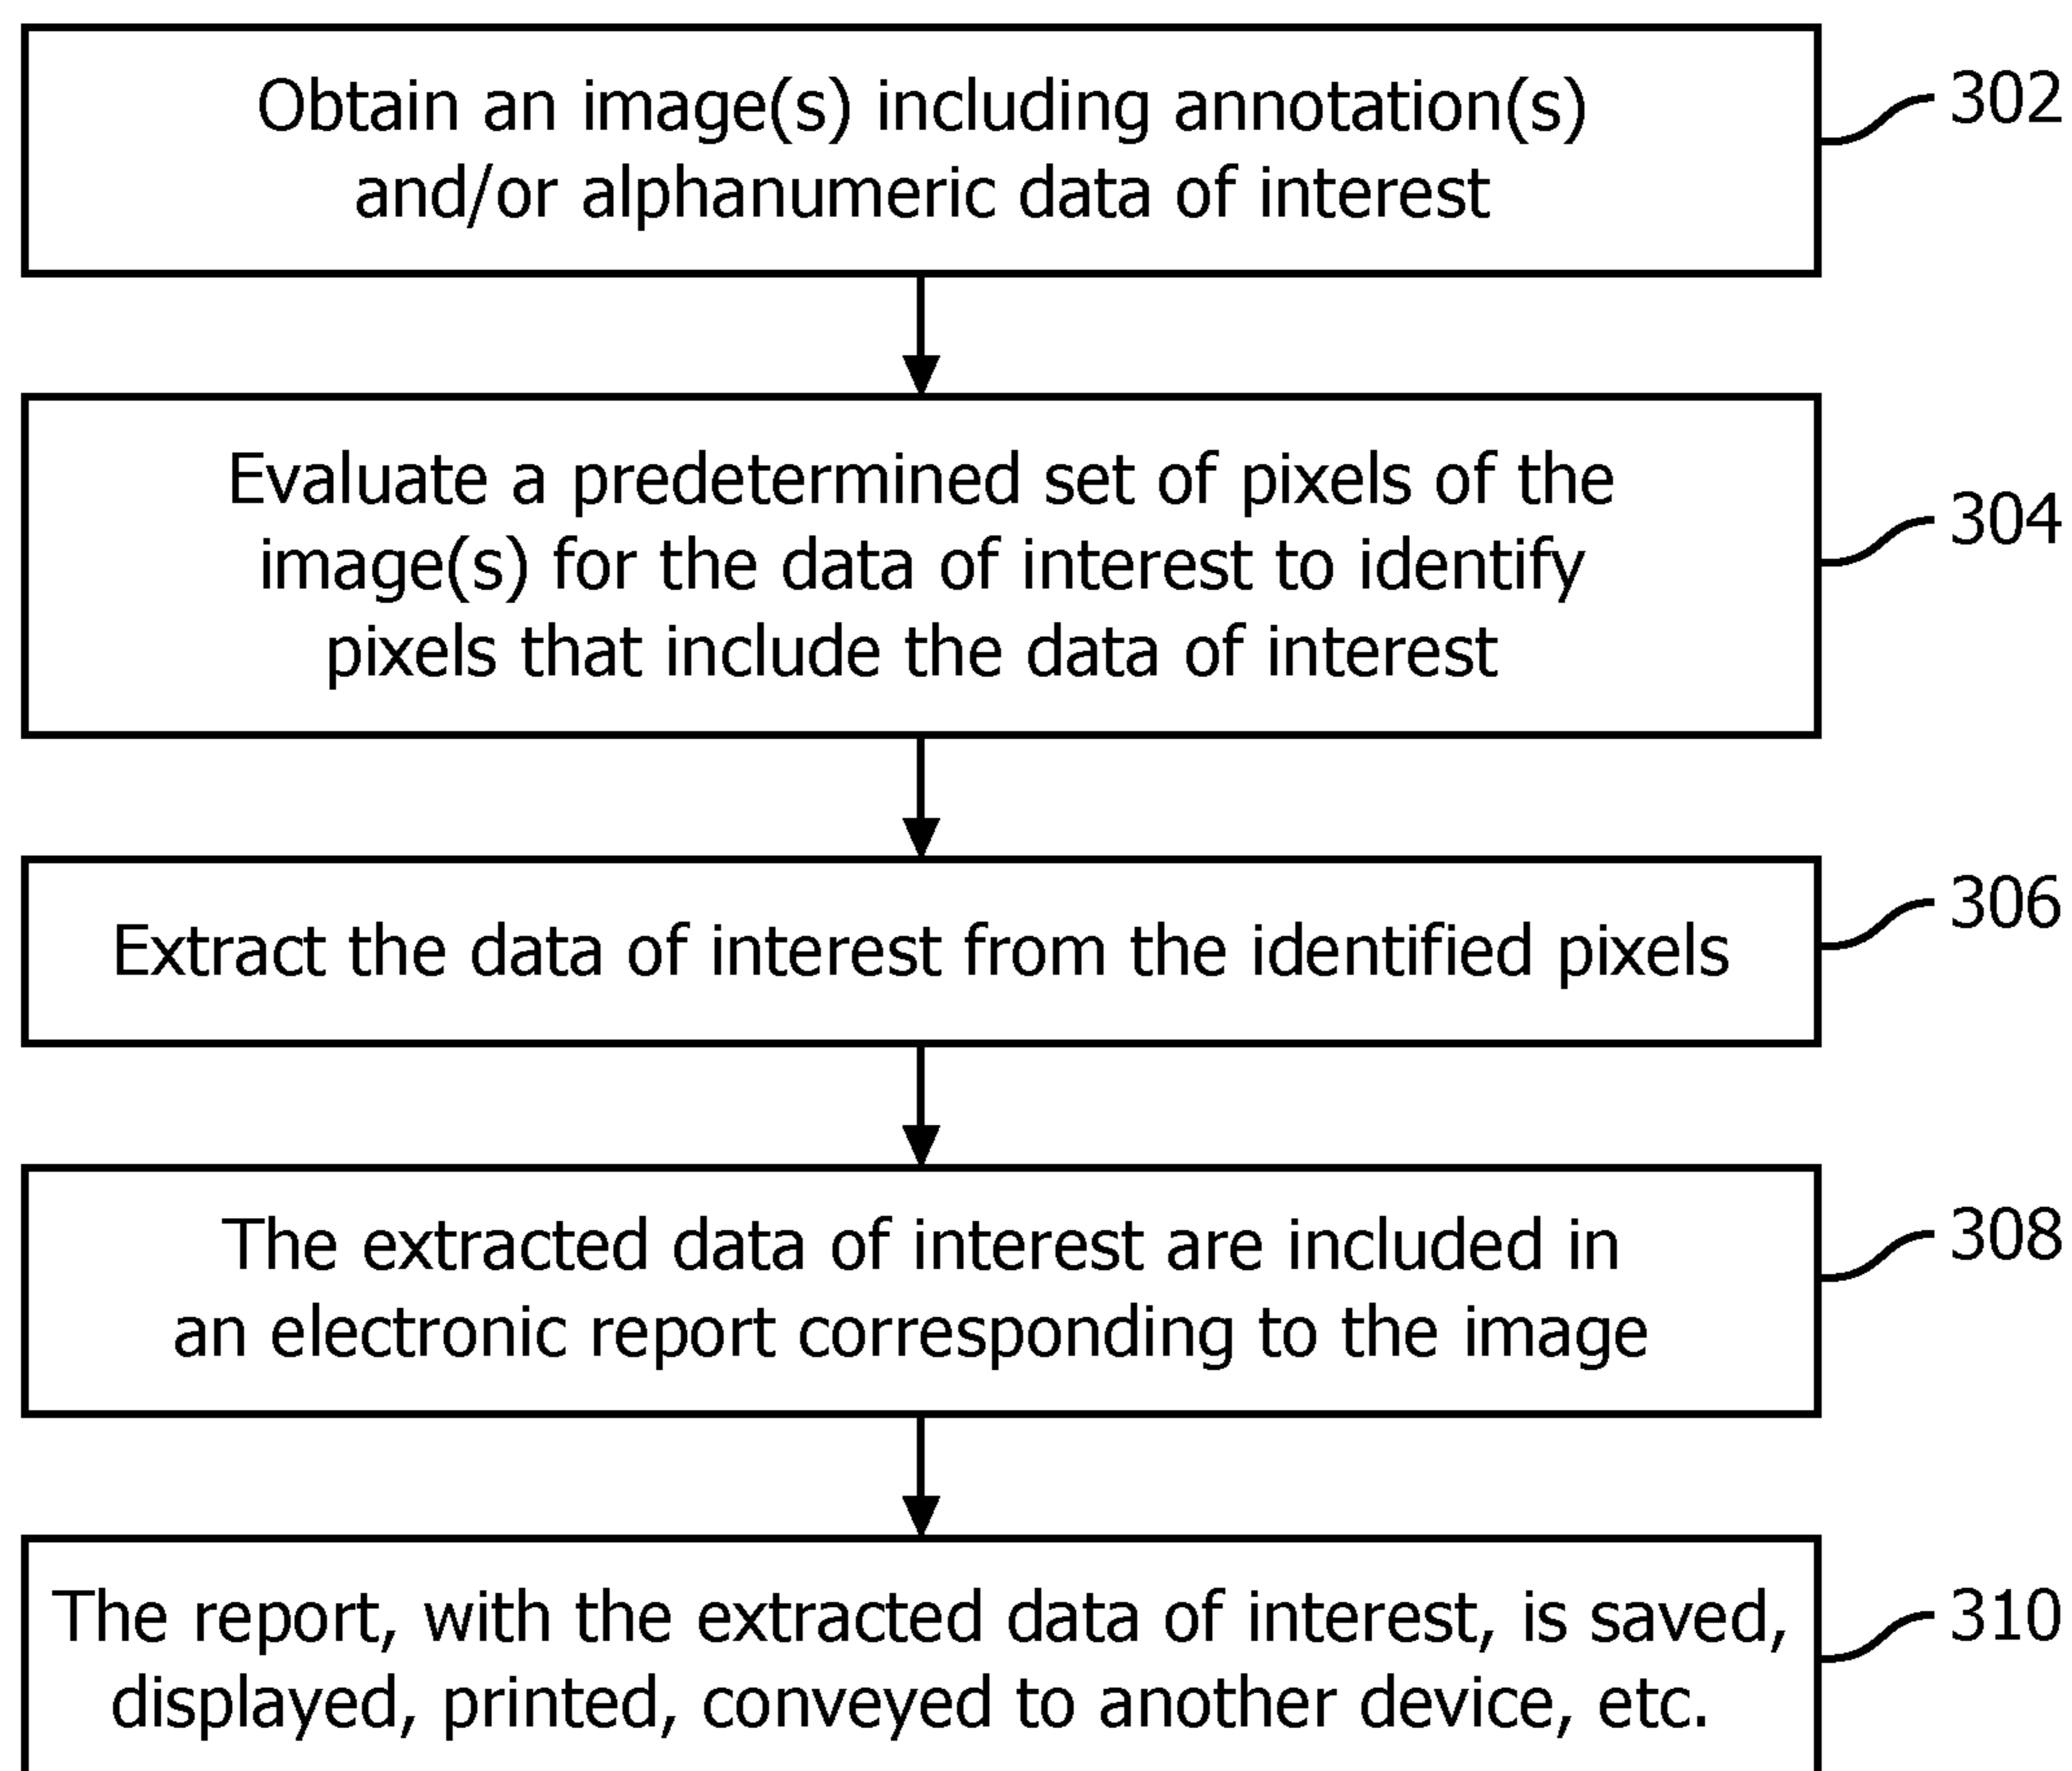 Obtain an image(s) including annotation(s)
and/or alphanumeric data of interest
302
Evaluate a predetermined set of pixels of the
image(s) for the data of interest to identify
pixels that include the data of interest
304
Extract the data of interest from the identified pixels
306
The extracted data of interest are included in
an electronic report corresponding to the image
308
The report, with the extracted data of interest, is saved,
displayed, printed, conveyed to another device, etc.
310